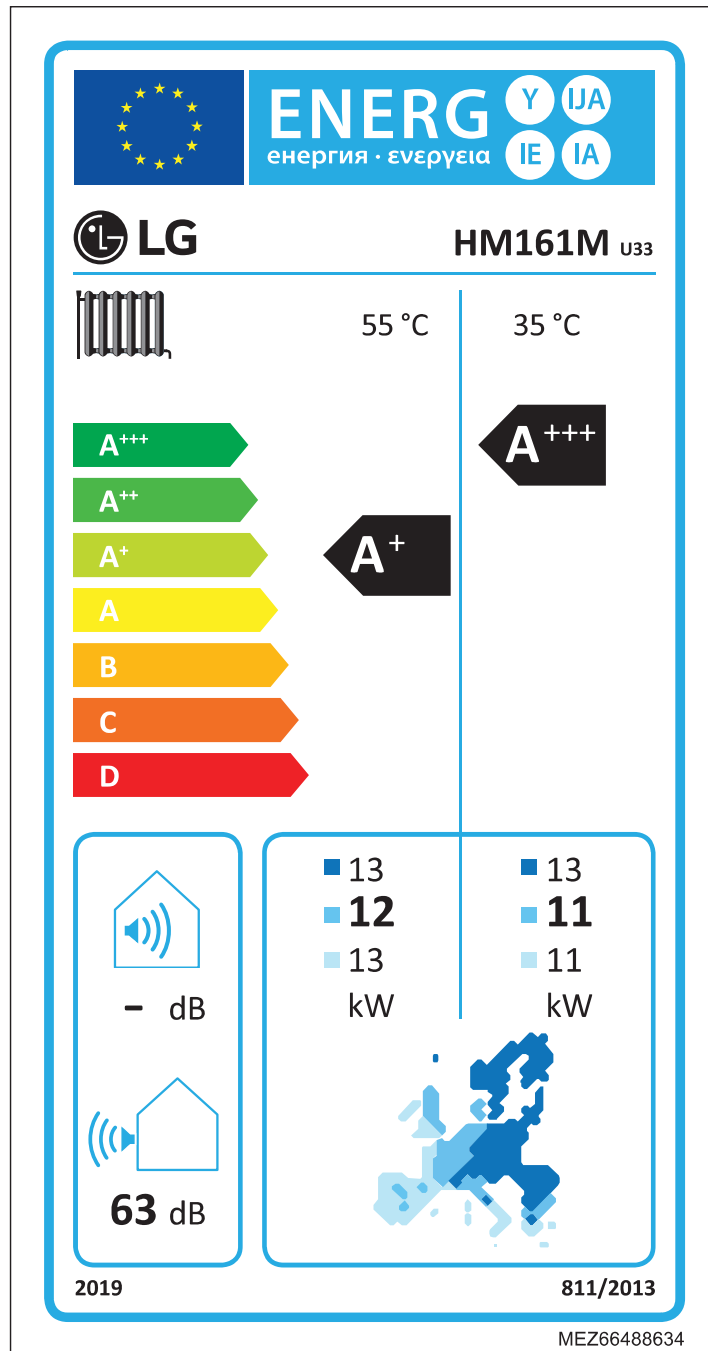 ENERG
Y IJA
енергия · ενεργεια
IE IA
LG
HM161M U33
55 °C 35 °C
A+++
A+++
A++
A+
A+
A
B
C
D
13 13
12 11
13 11
kW kW
– dB
63 dB
2019 811/2013
MEZ66488634